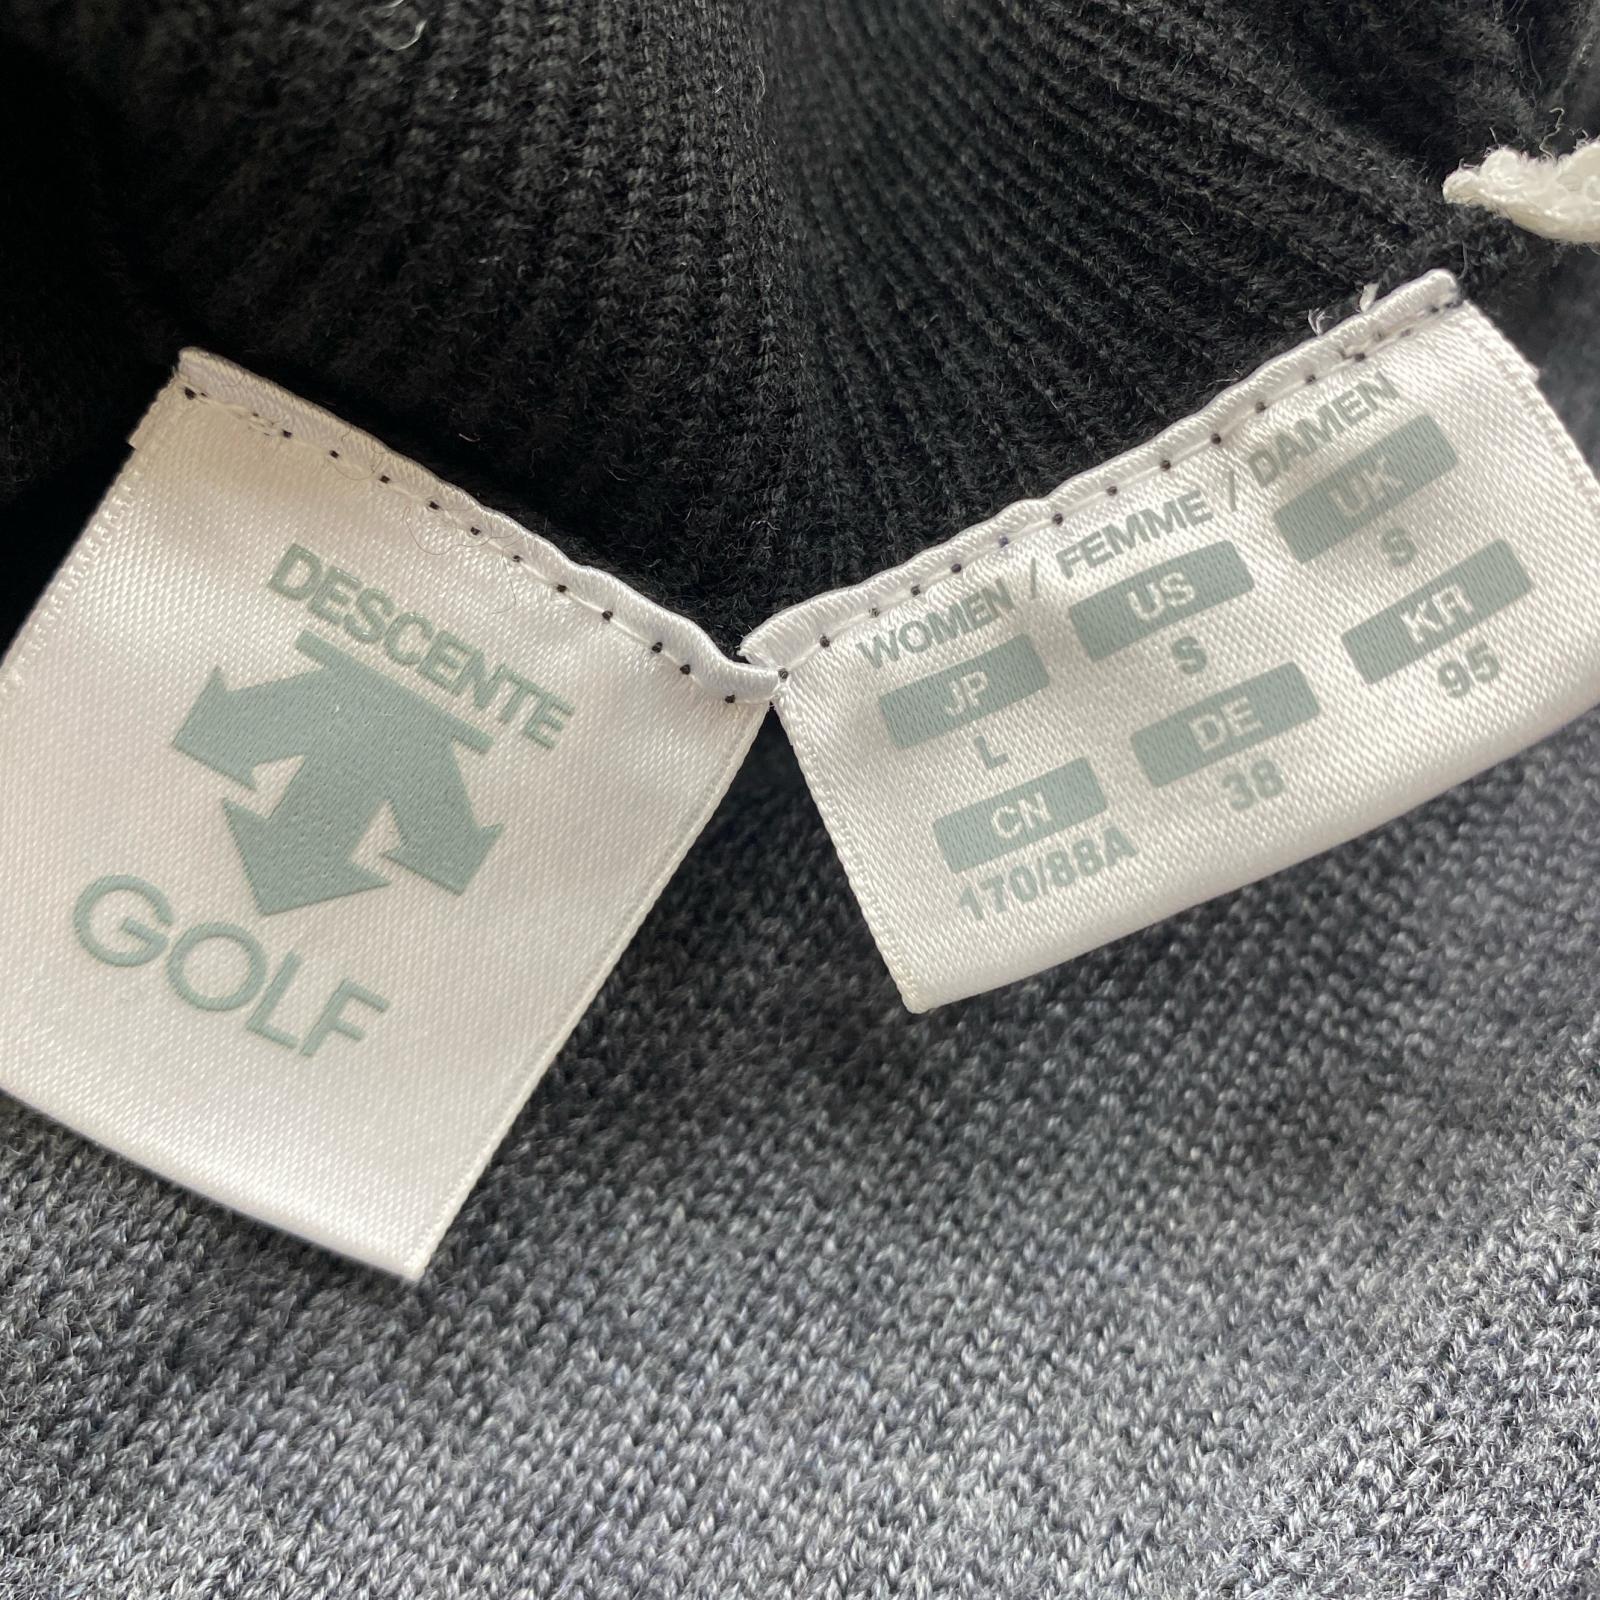 DESCENTE
GOLF
WOMEN / FEMME / DAMEN
JP US UK
L S S
CN DE KR
170/88A 38 95